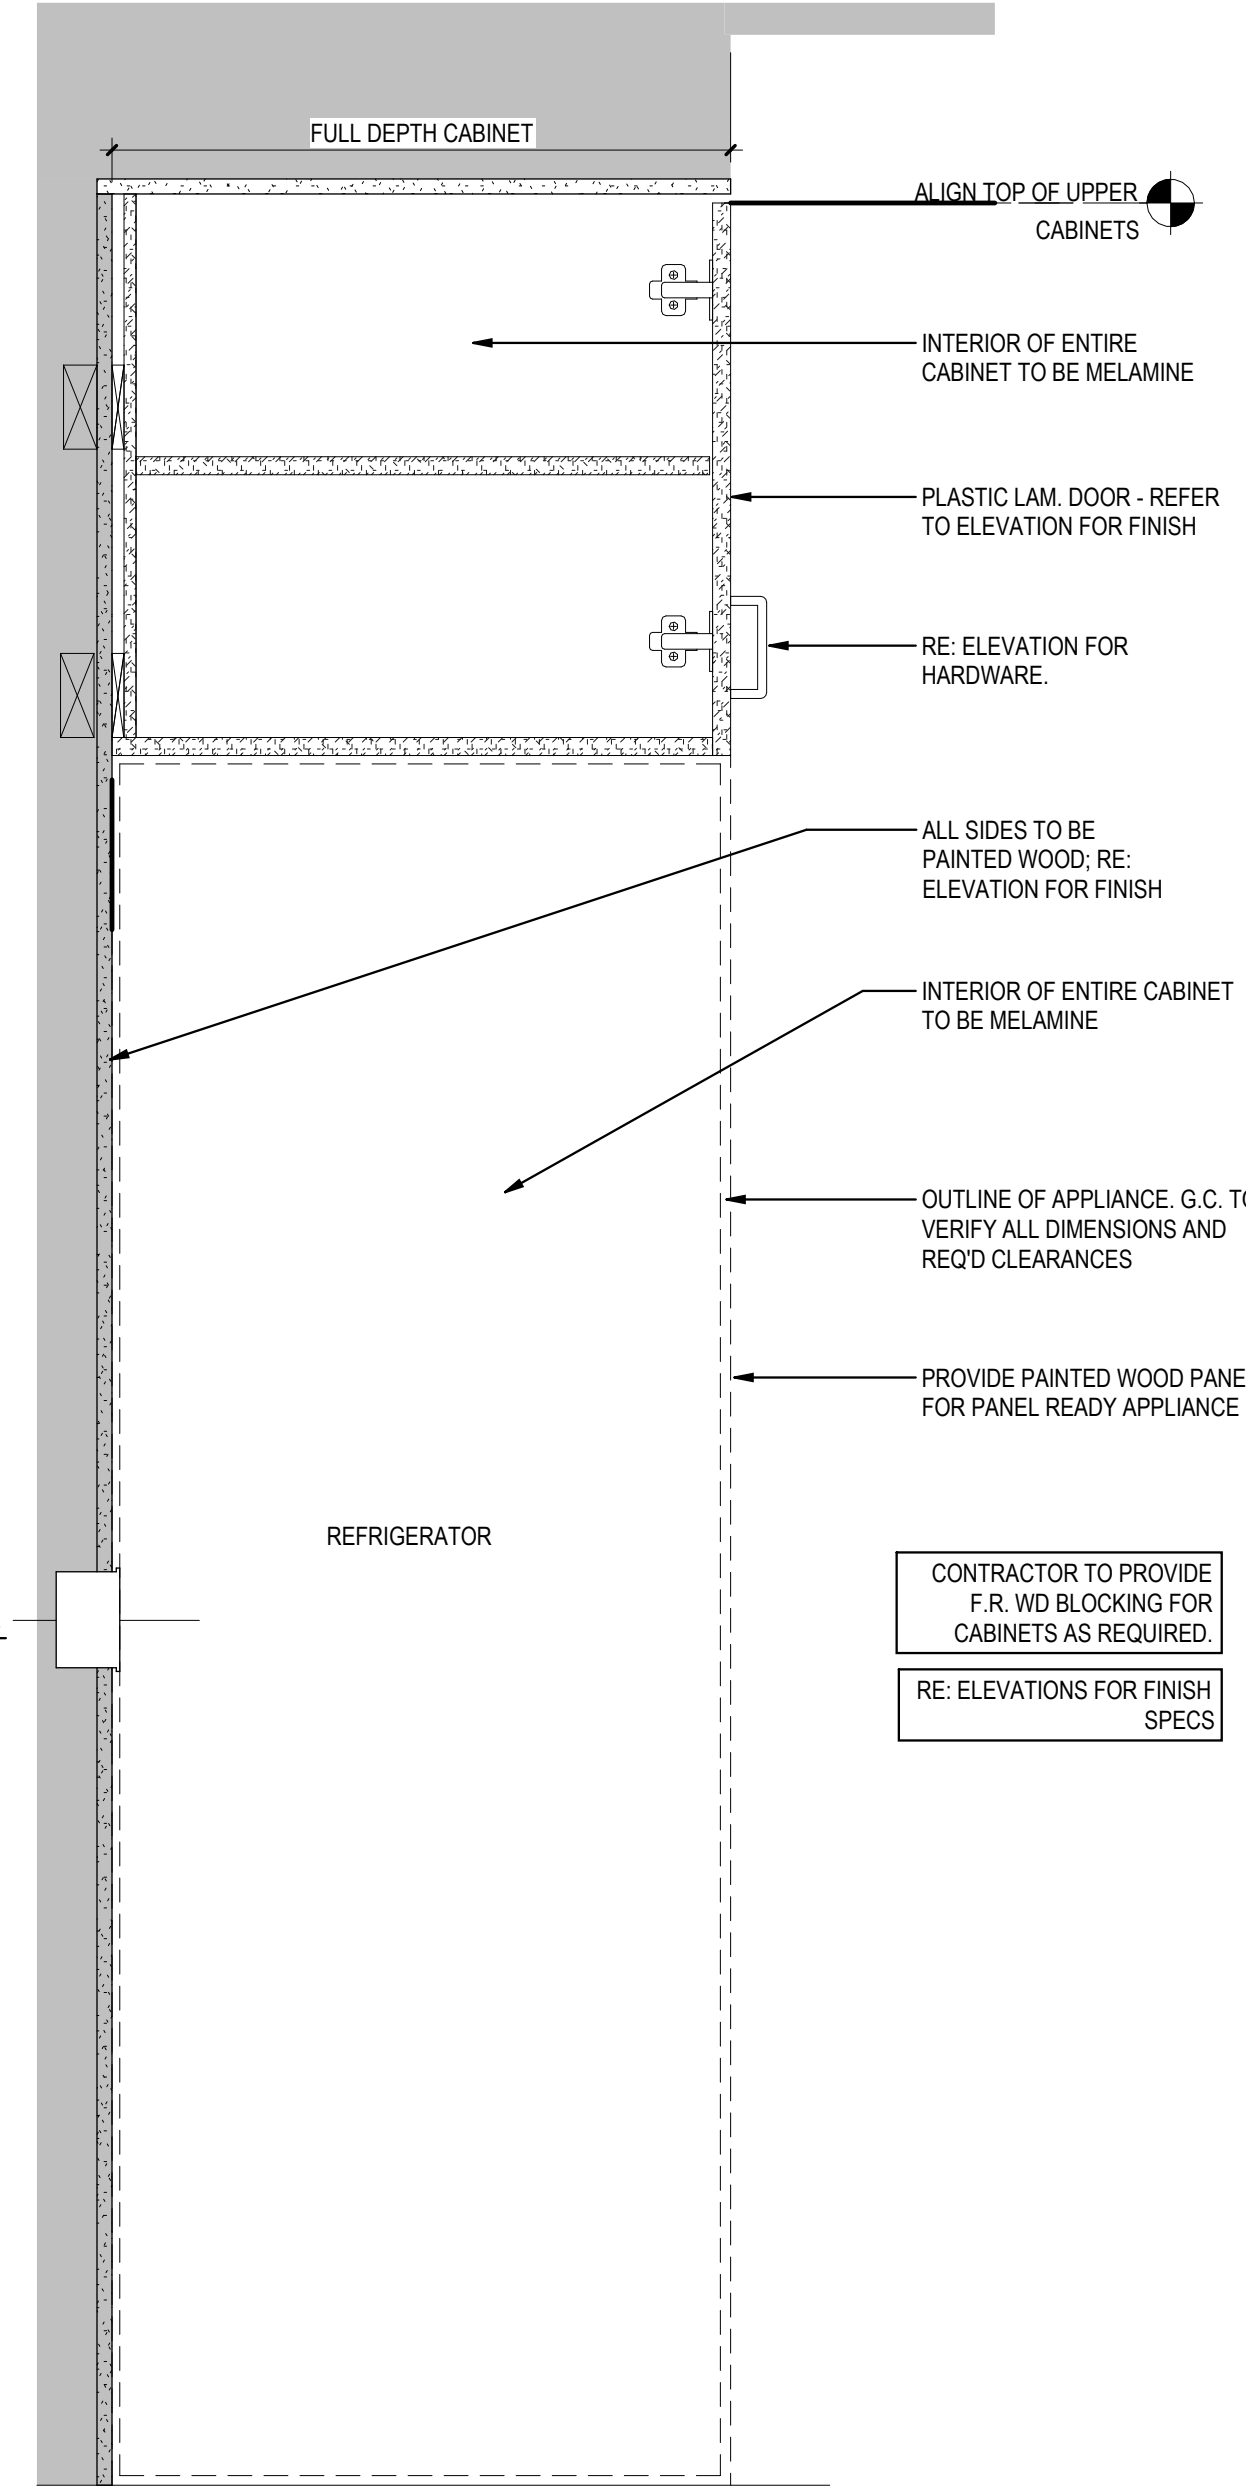 FULL DEPTH CABINET
ALIGN TOP OF UPPER
CABINETS
INTERIOR OF ENTIRE
CABINET TO BE MELAMINE
PLASTIC LAM. DOOR - REFER
TO ELEVATION FOR FINISH
RE: ELEVATION FOR
HARDWARE.
ALL SIDES TO BE
PAINTED WOOD; RE:
ELEVATION FOR FINISH
INTERIOR OF ENTIRE CABINET
TO BE MELAMINE
OUTLINE OF APPLIANCE. G.C. TO
VERIFY ALL DIMENSIONS AND
REQ'D CLEARANCES
PROVIDE PAINTED WOOD PANE
FOR PANEL READY APPLIANCE
REFRIGERATOR
CONTRACTOR TO PROVIDE
F.R. WD BLOCKING FOR
CABINETS AS REQUIRED.
RE: ELEVATIONS FOR FINISH
SPECS